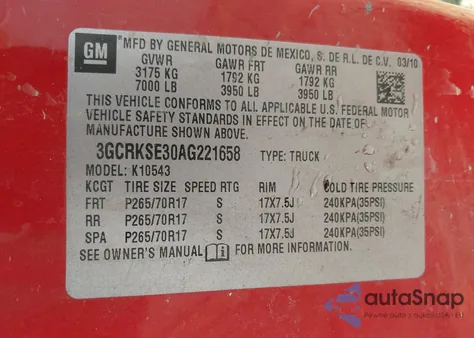 GM MFD BY GENERAL MOTORS DE MEXICO, S. DE R.L. DE C.V. 03/10
GVWR GAWR FRT GAWR RR
3175 KG 1792 KG 1792 KG
7000 LB 3950 LB 3950 LB
THIS VEHICLE CONFORMS TO ALL APPLICABLE U.S. FEDERAL MOTOR
VEHICLE SAFETY STANDARDS IN EFFECT ON THE DATE OF
MANUFACTURE SHOWN ABOVE.
3GCRKSE30AG221658 TYPE: TRUCK
MODEL: K10543
KCGT TIRE SIZE SPEED RTG RIM COLD TIRE PRESSURE
FRT P265/70R17 S 17X7.5J 240KPA(35PSI)
RR P265/70R17 S 17X7.5J 240KPA(35PSI)
SPA P265/70R17 S 17X7.5J 240KPA(35PSI)
SEE OWNER'S MANUAL FOR MORE INFORMATION.
autoSnap
Pewne auto z